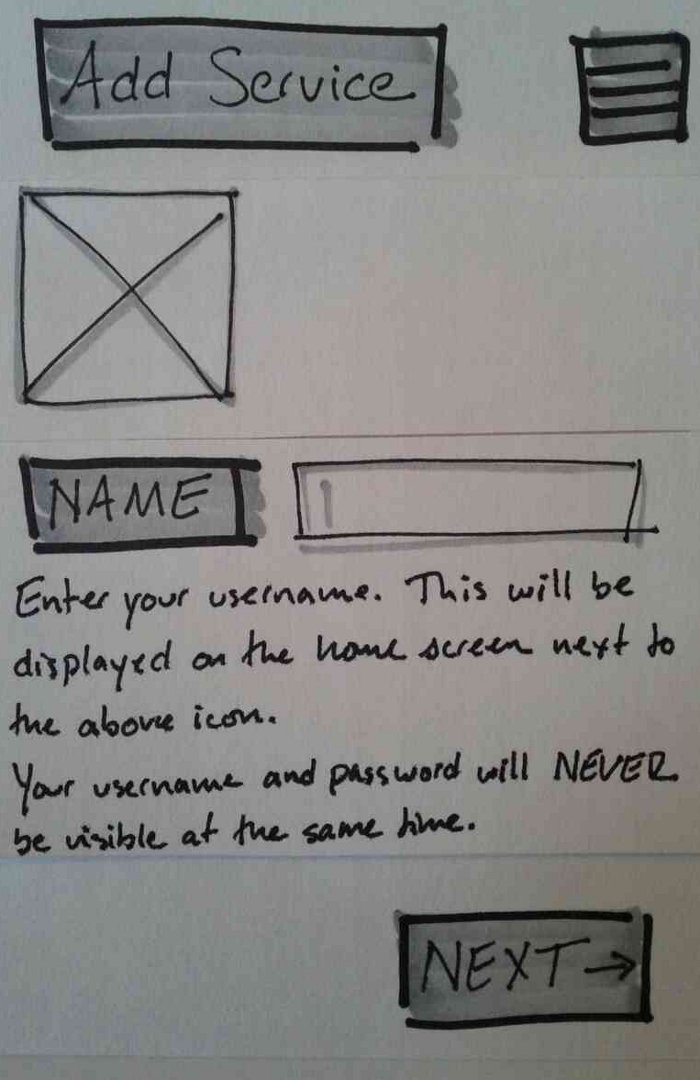 Add Service
NAME
Enter your username. This will be
displayed on the home screen next to
the above icon.
Your username and password will NEVER
be visible at the same time.
NEXT→